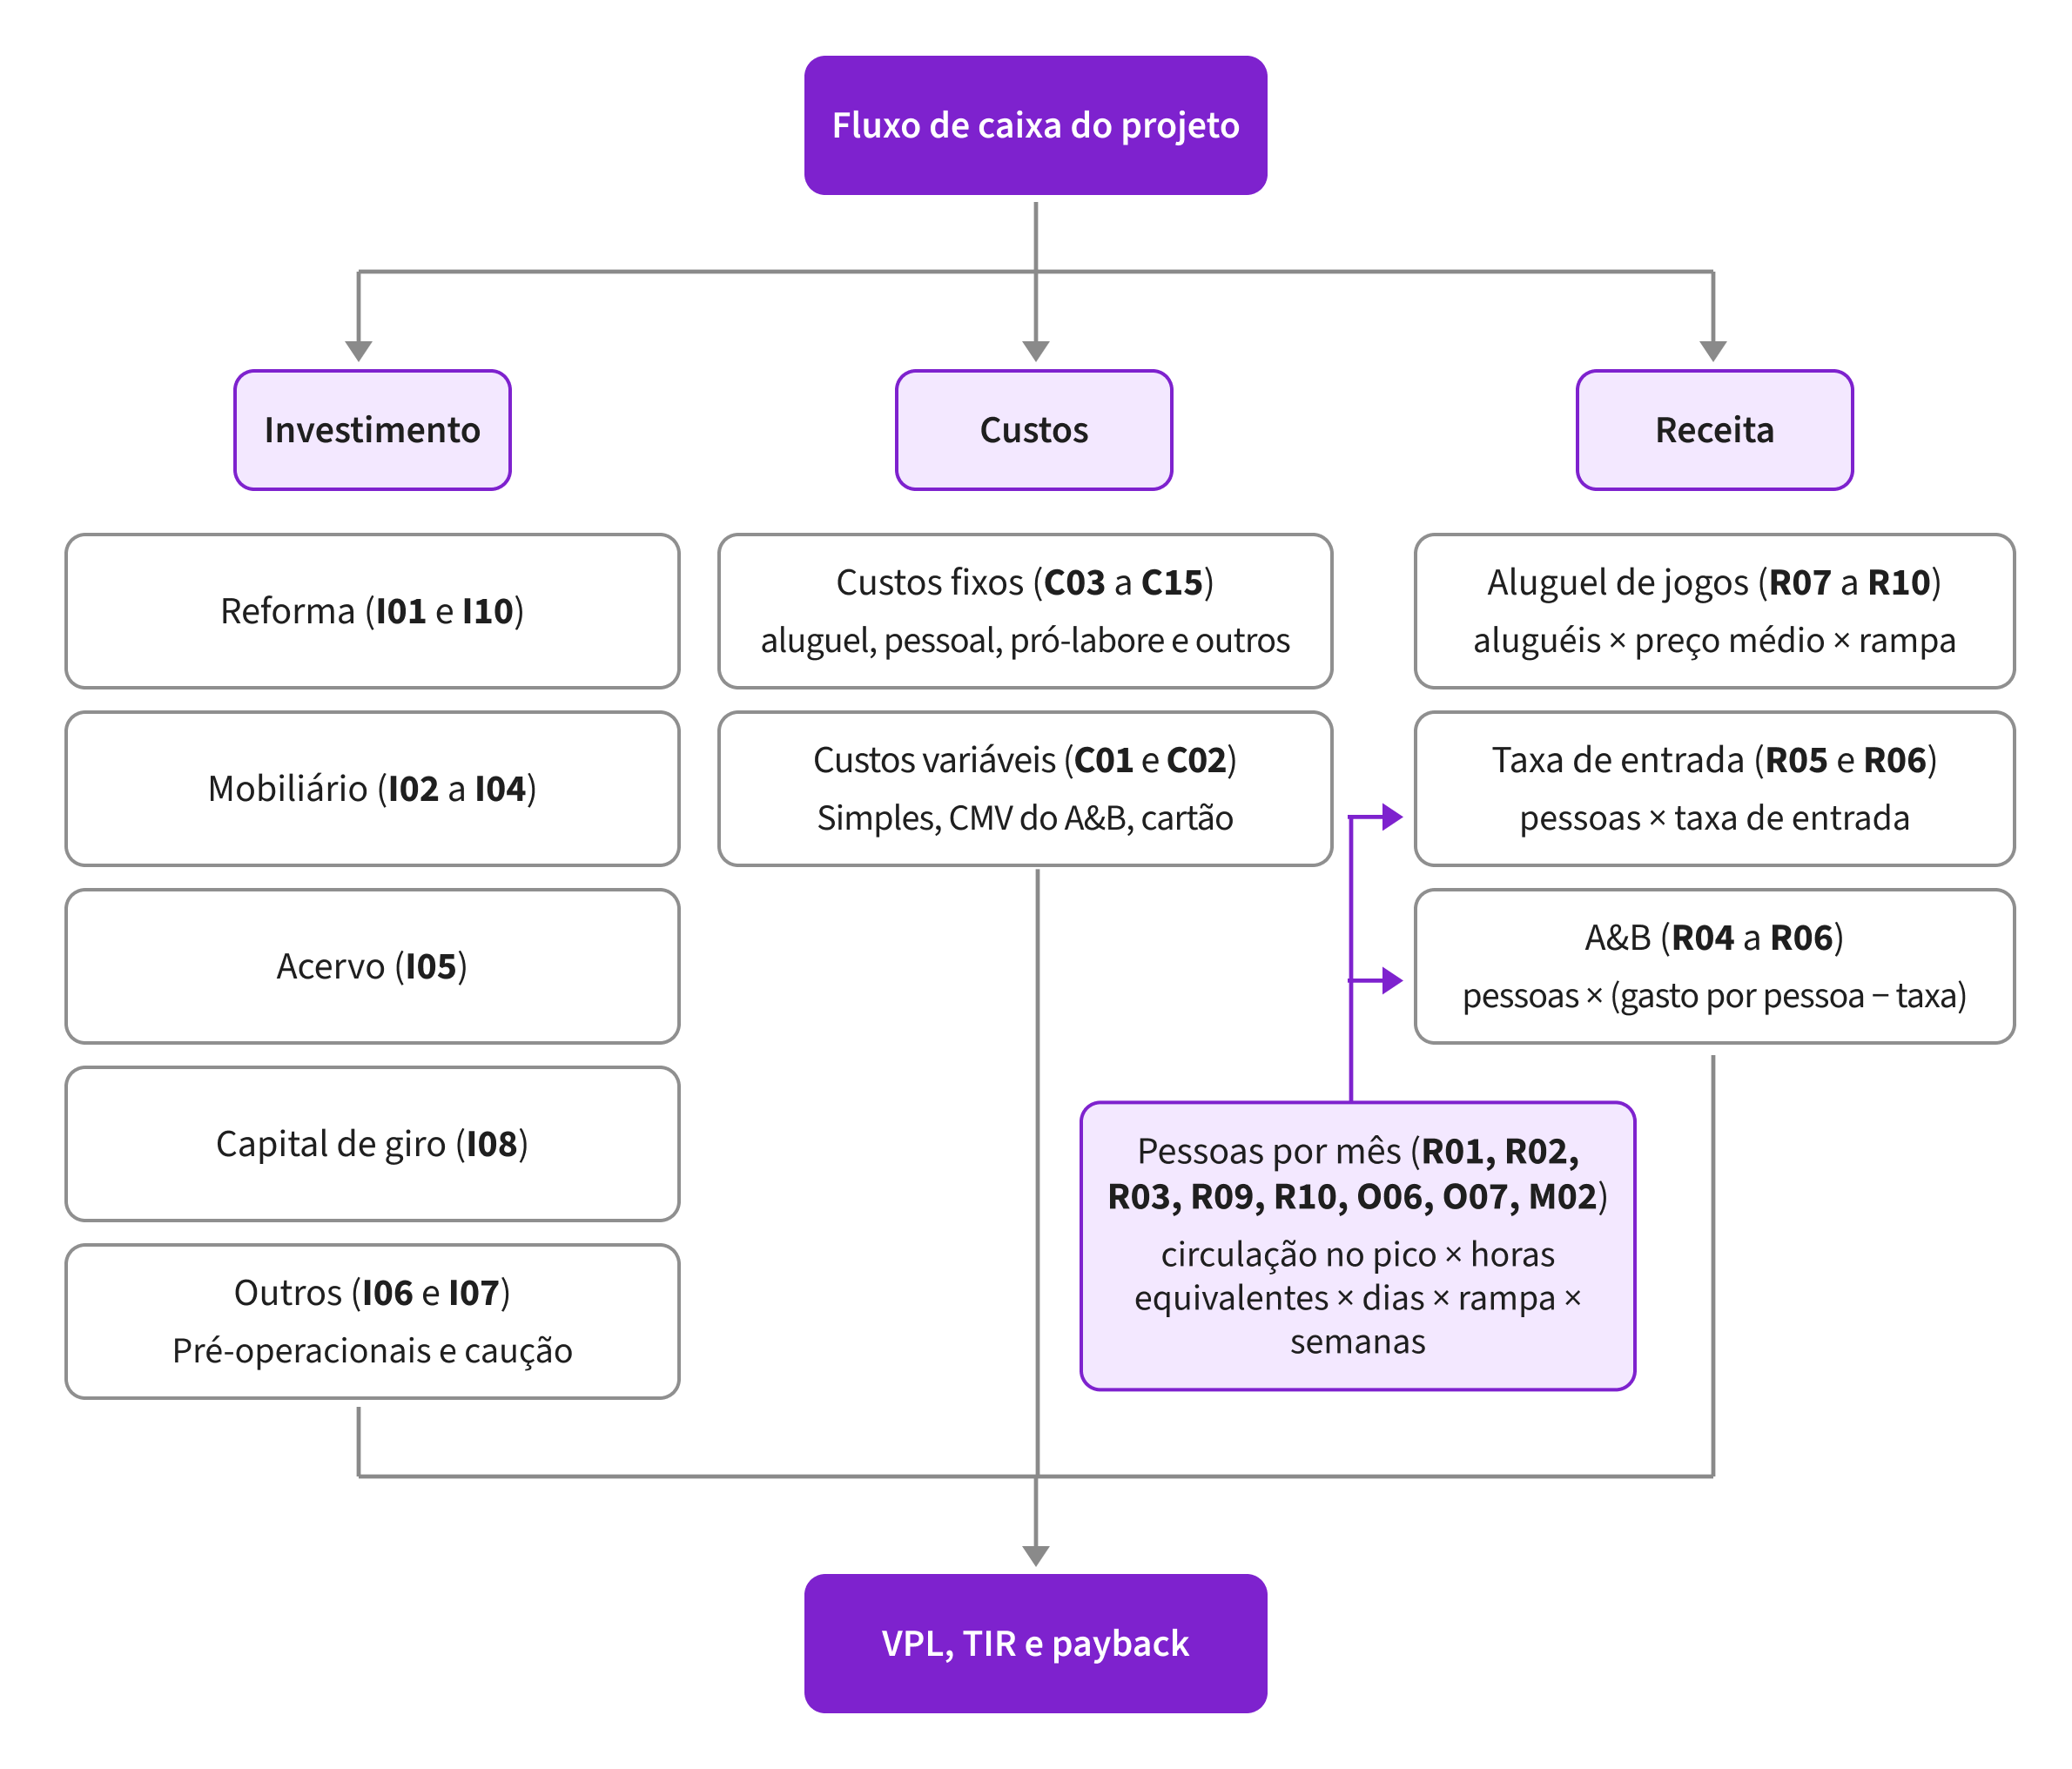 Fluxo de caixa do projeto
Investimento
Custos
Receita
Reforma (I01 e I10)
Mobiliário (I02 a I04)
Acervo (I05)
Capital de giro (I08)
Outros (I06 e I07)
Pré-operacionais e caução
Custos fixos (C03 a C15)
aluguel, pessoal, pró-labore e outros
Custos variáveis (C01 e C02)
Simples, CMV do A&B, cartão
Aluguel de jogos (R07 a R10)
aluguéis × preço médio × rampa
Taxa de entrada (R05 e R06)
pessoas × taxa de entrada
A&B (R04 a R06)
pessoas × (gasto por pessoa − taxa)
Pessoas por mês (R01, R02,
R03, R09, R10, O06, O07, M02)
circulação no pico × horas
equivalentes × dias × rampa ×
semanas
VPL, TIR e payback